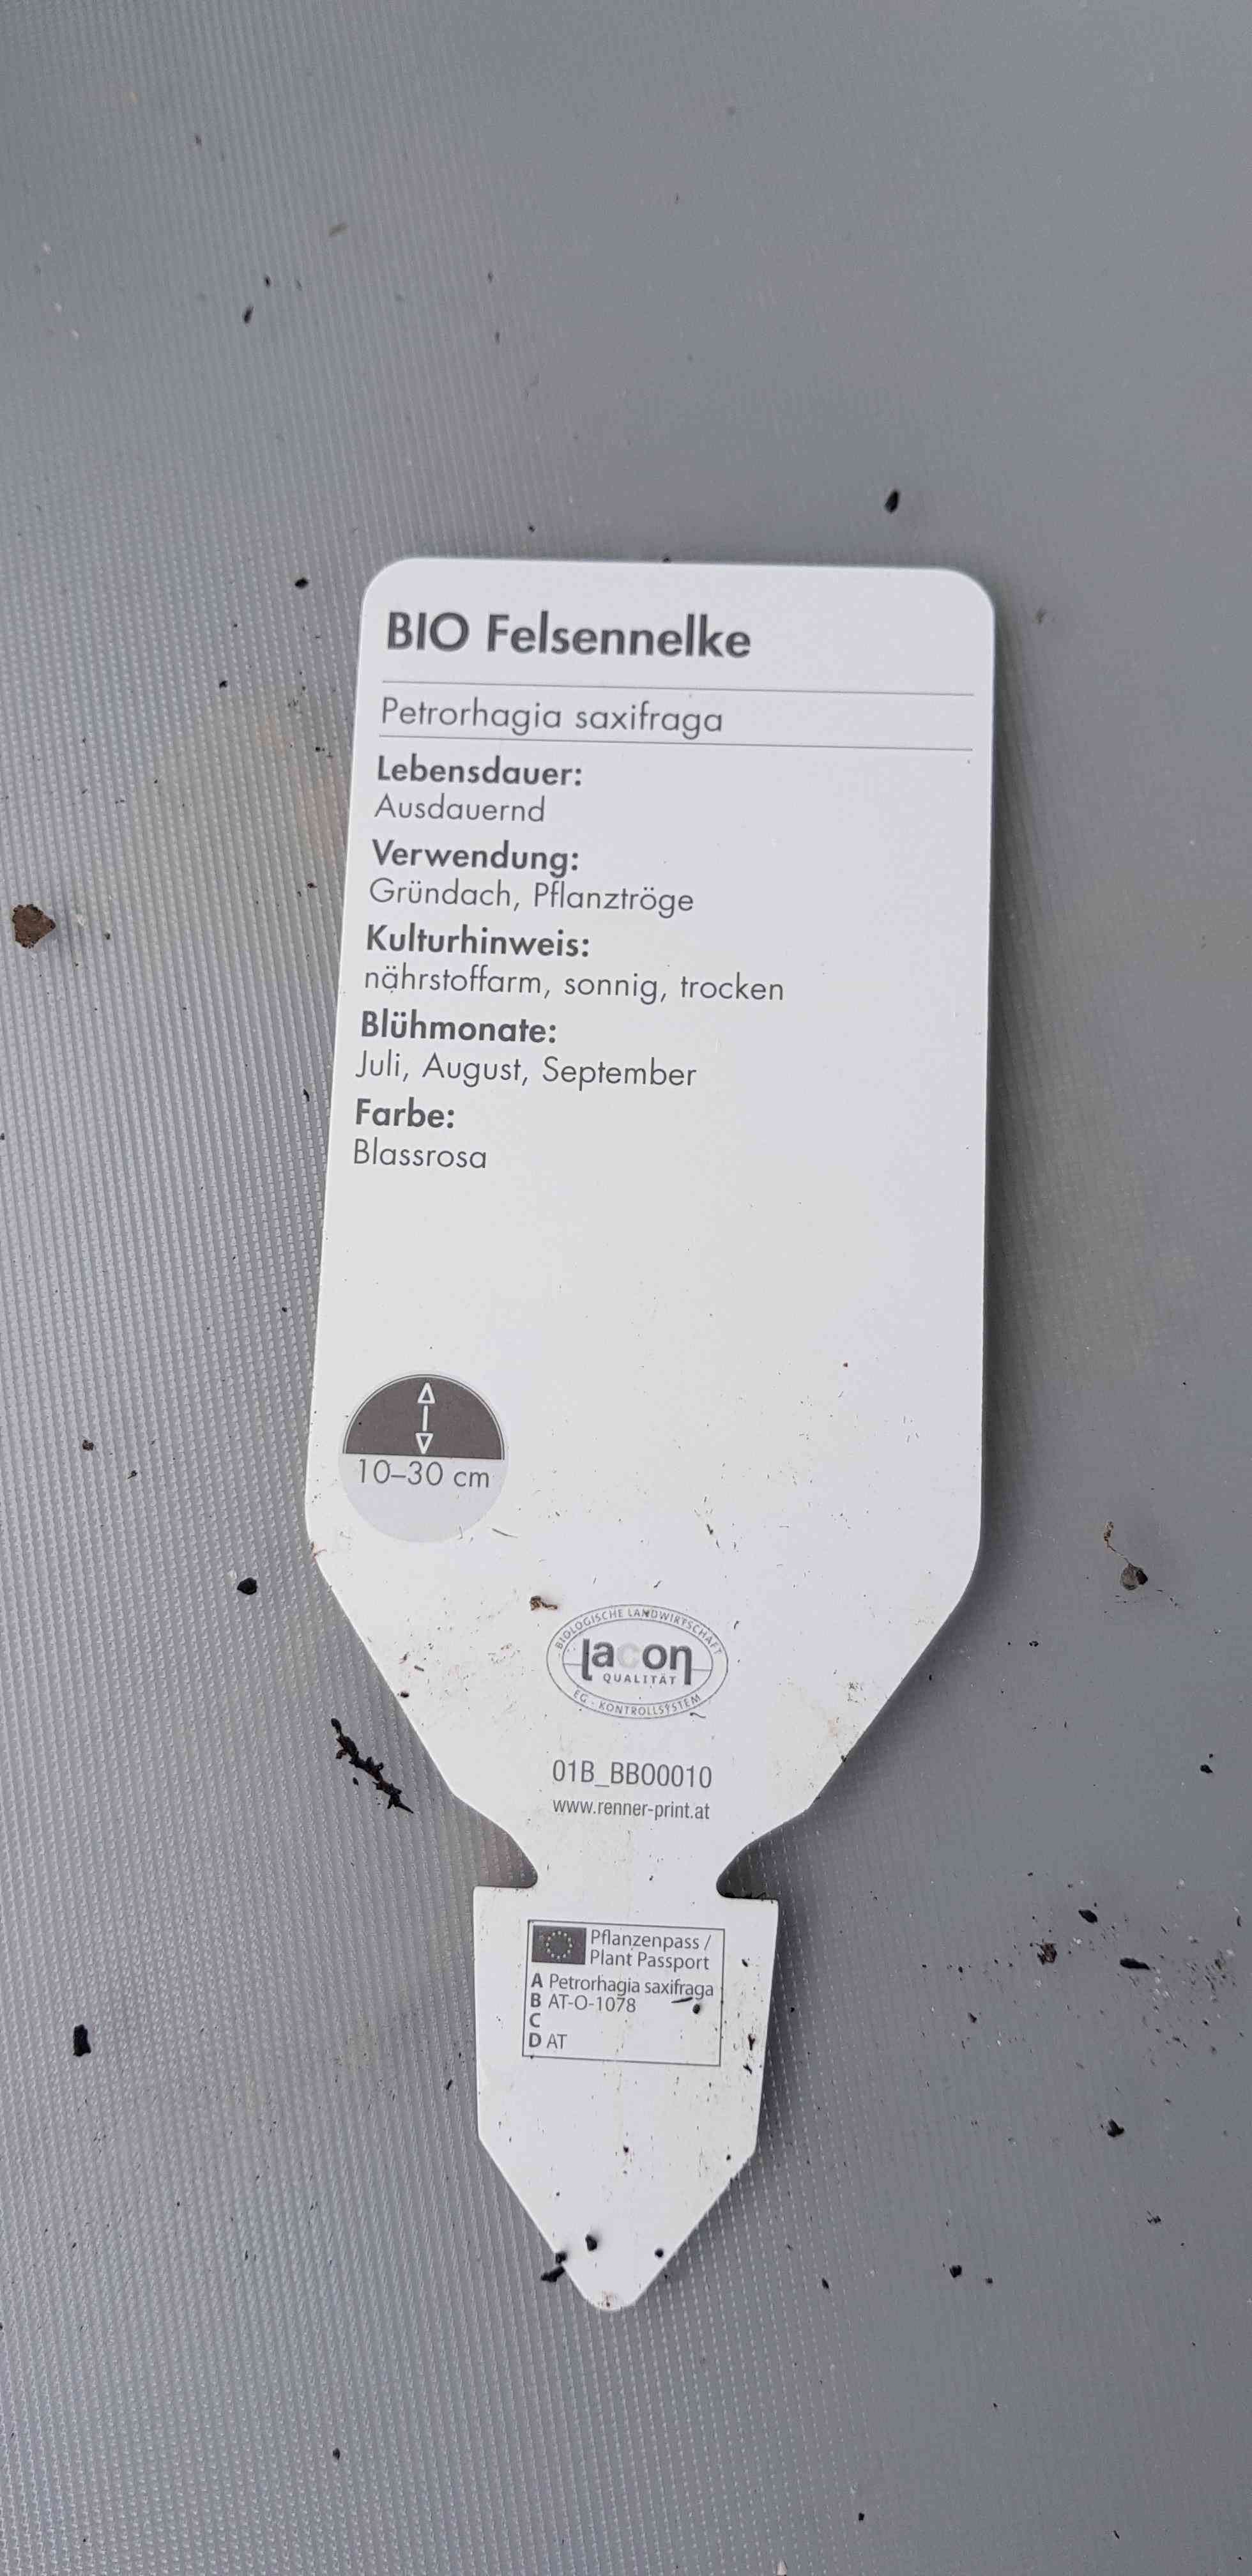 BIO Felsennelke
Petrorhagia saxifraga
Lebensdauer:
Ausdauernd
Verwendung:
Gründach, Pflanztröge
Kulturhinweis:
nährstoffarm, sonnig, trocken
Blühmonate:
Juli, August, September
Farbe:
Blassrosa
10–30 cm
BIOLOGISCHE LANDWIRTSCHAFT
lacon
QUALITÄT
EG - KONTROLLSYSTEM
01B_BBO0010
www.renner-print.at
Pflanzenpass /
Plant Passport
A Petrorhagia saxifraga
B AT-O-1078
C
D AT